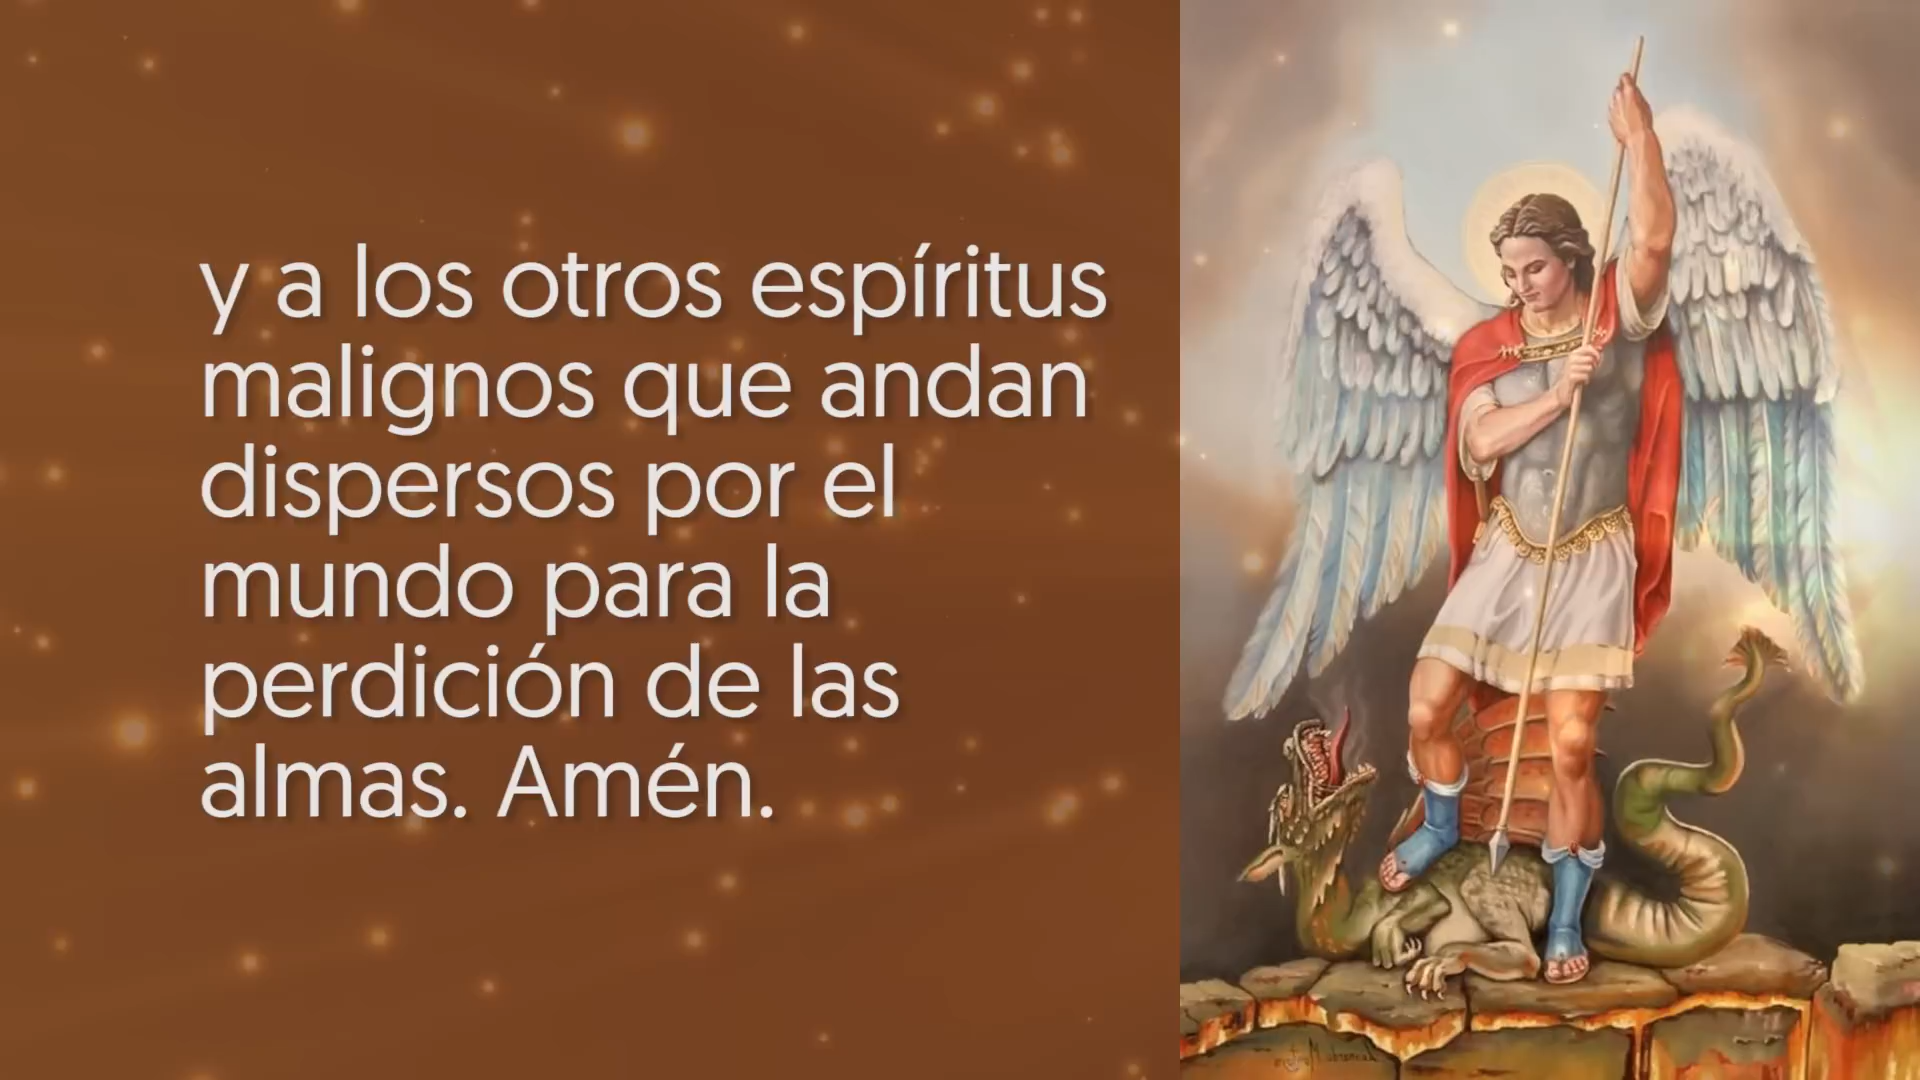 y a los otros espíritus
malignos que andan
dispersos por el
mundo para la
perdición de las
almas. Amén.